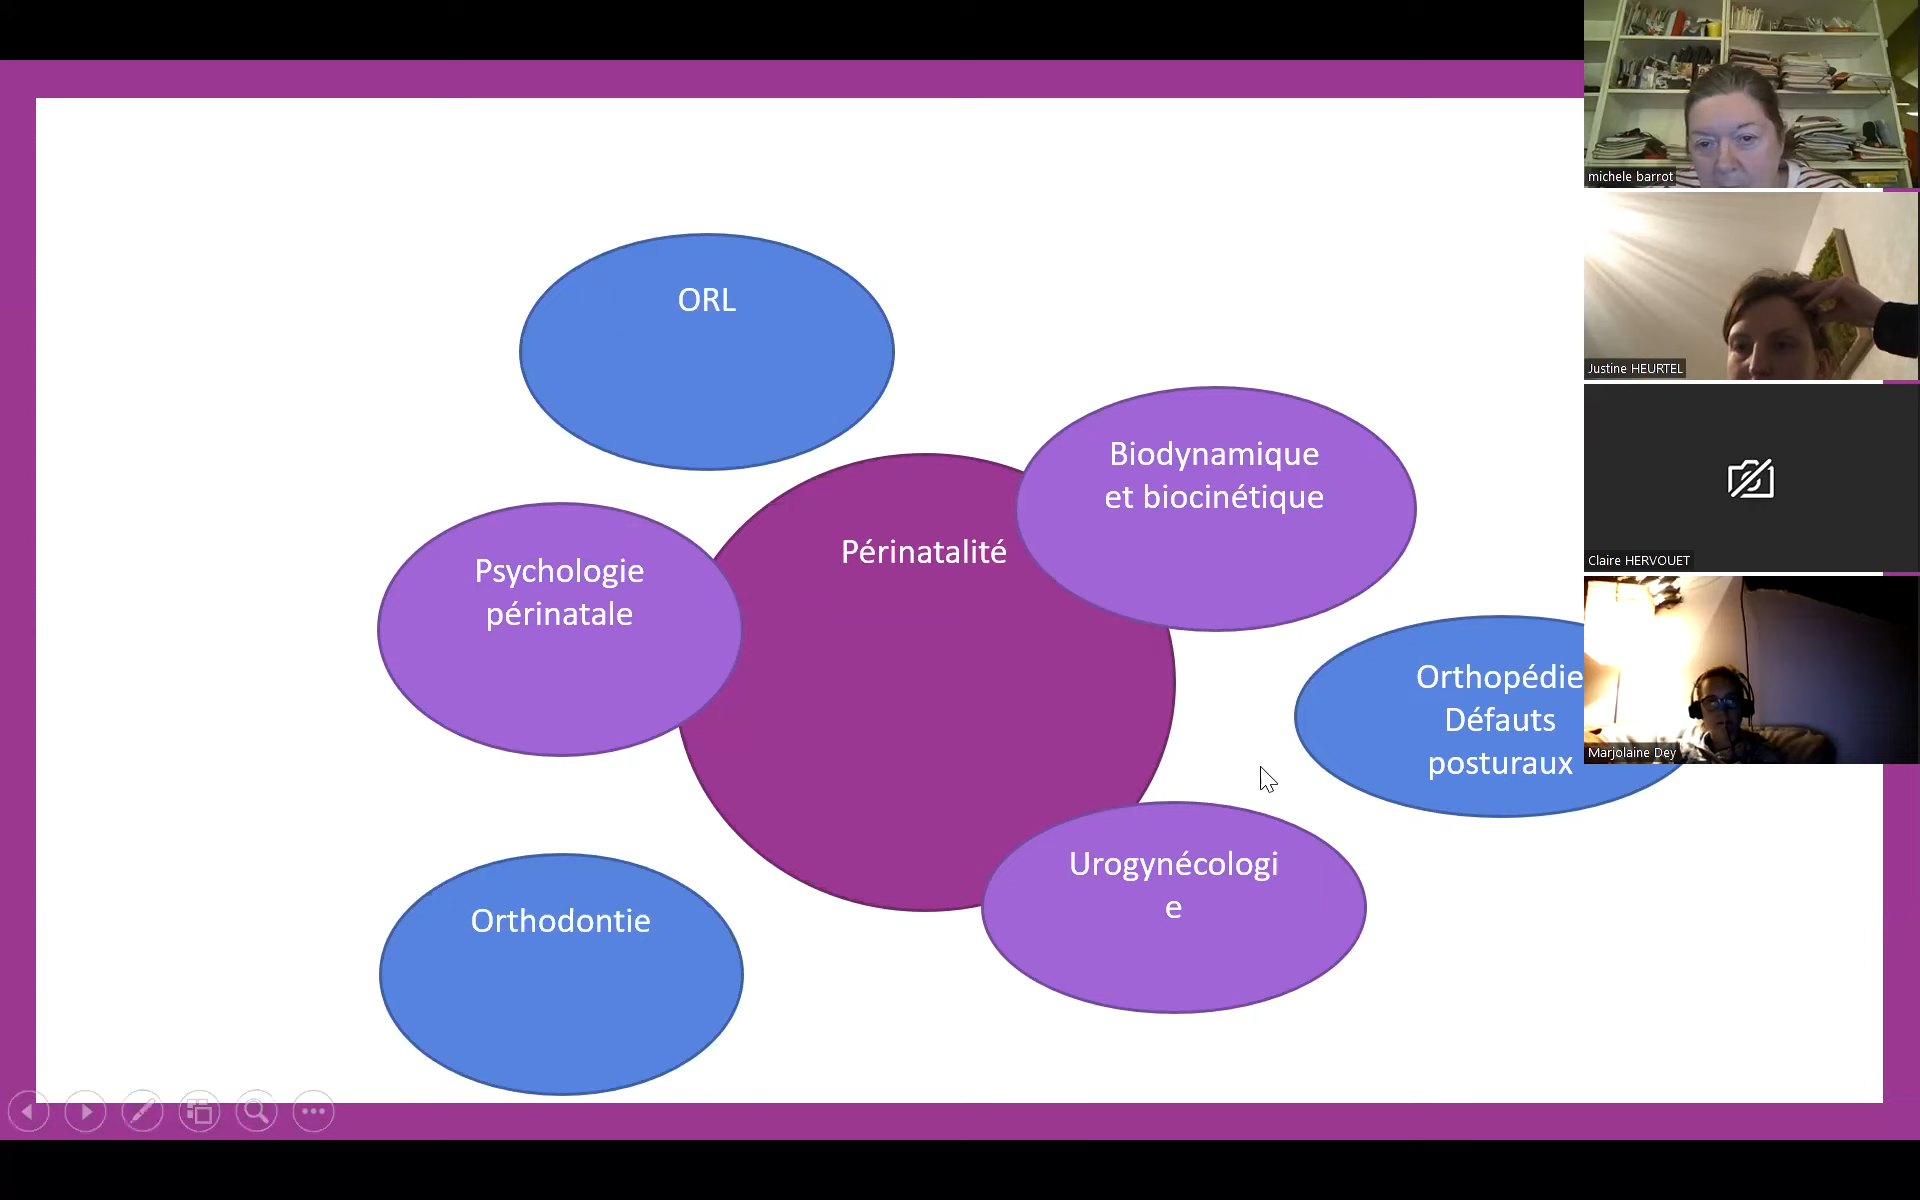 ORL
Biodynamique
et biocinétique
Périnatalité
Psychologie
périnatale
Orthopédie
Défauts
posturaux
Urogynécologi
e
Orthodontie
michele barrot
Justine HEURTEL
Claire HERVOUET
Marjolaine Dey